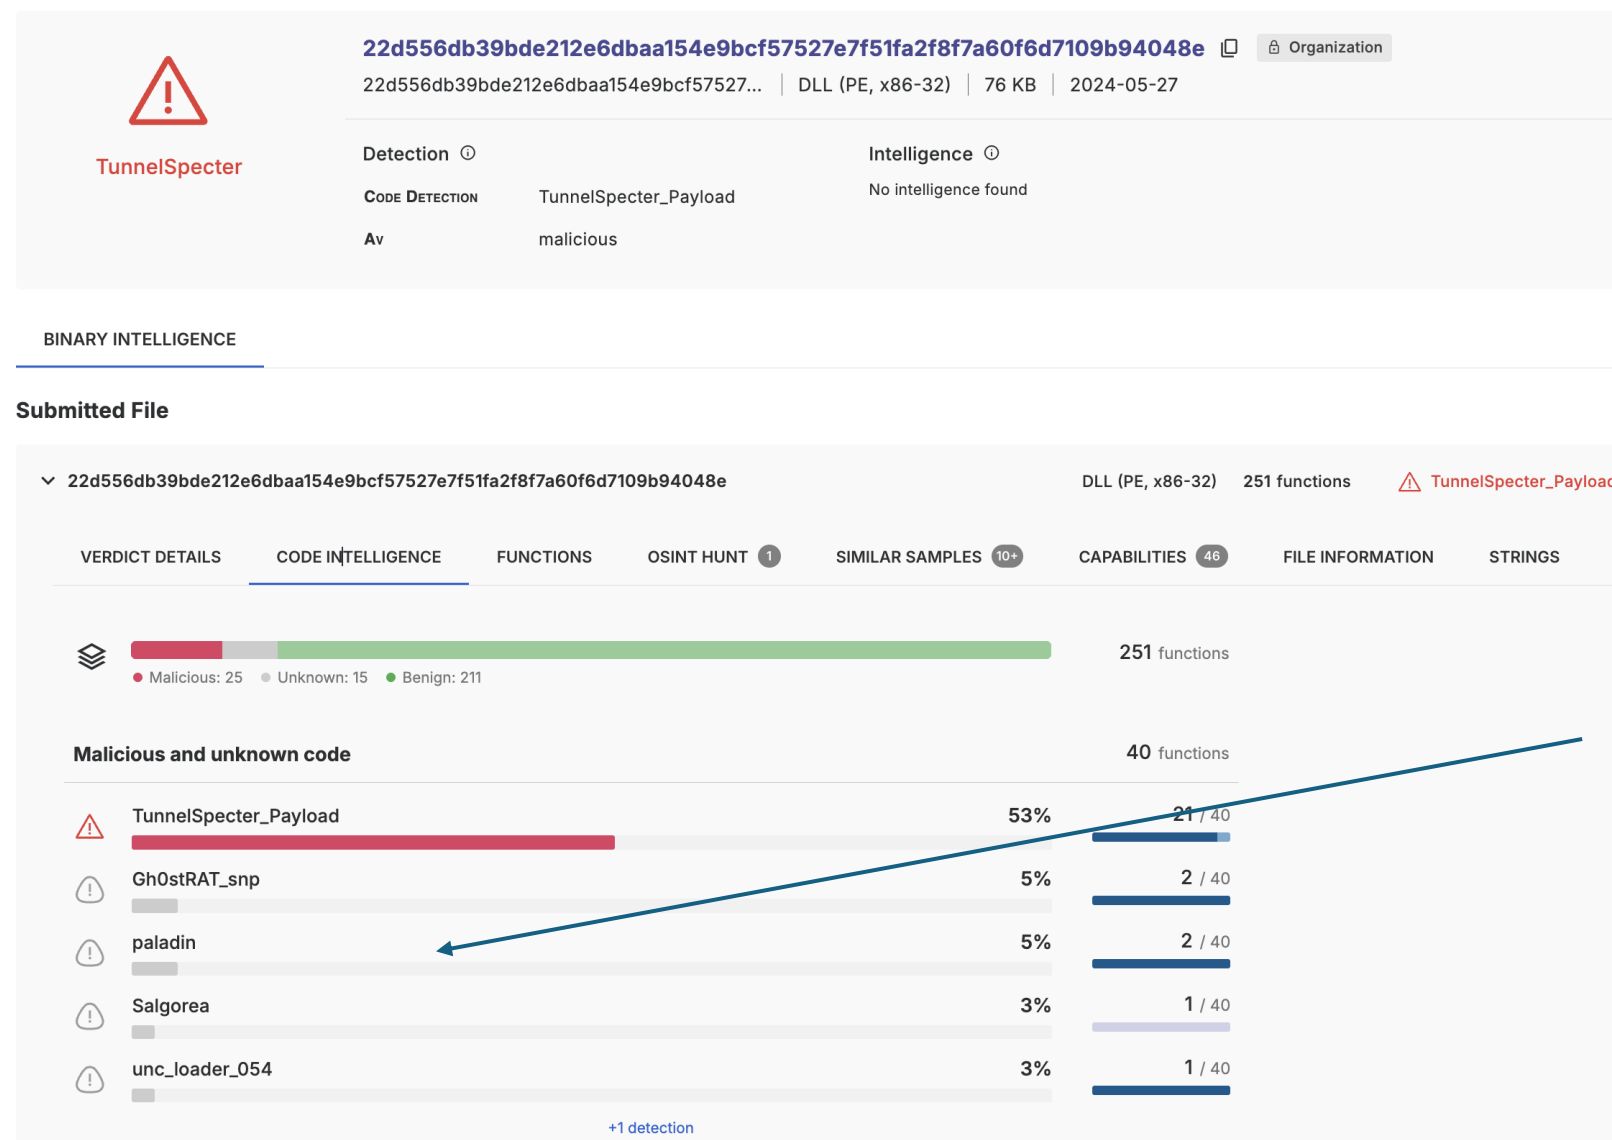 22d556db39bde212e6dbaa154e9bcf57527e7f51fa2f8f7a60f6d7109b94048e Organization
22d556db39bde212e6dbaa154e9bcf57527... DLL (PE, x86-32) 76 KB 2024-05-27
TunnelSpecter
Detection Intelligence
CODE DETECTION TunnelSpecter_Payload No intelligence found
AV malicious
BINARY INTELLIGENCE
Submitted File
22d556db39bde212e6dbaa154e9bcf57527e7f51fa2f8f7a60f6d7109b94048e DLL (PE, x86-32) 251 functions TunnelSpecter_Payload
VERDICT DETAILS CODE INTELLIGENCE FUNCTIONS OSINT HUNT 1 SIMILAR SAMPLES 10+ CAPABILITIES 46 FILE INFORMATION STRINGS
251 functions
Malicious: 25 Unknown: 15 Benign: 211
Malicious and unknown code 40 functions
TunnelSpecter_Payload 53% 21 / 40
Gh0stRAT_snp 5% 2 / 40
paladin 5% 2 / 40
Salgorea 3% 1 / 40
unc_loader_054 3% 1 / 40
+1 detection